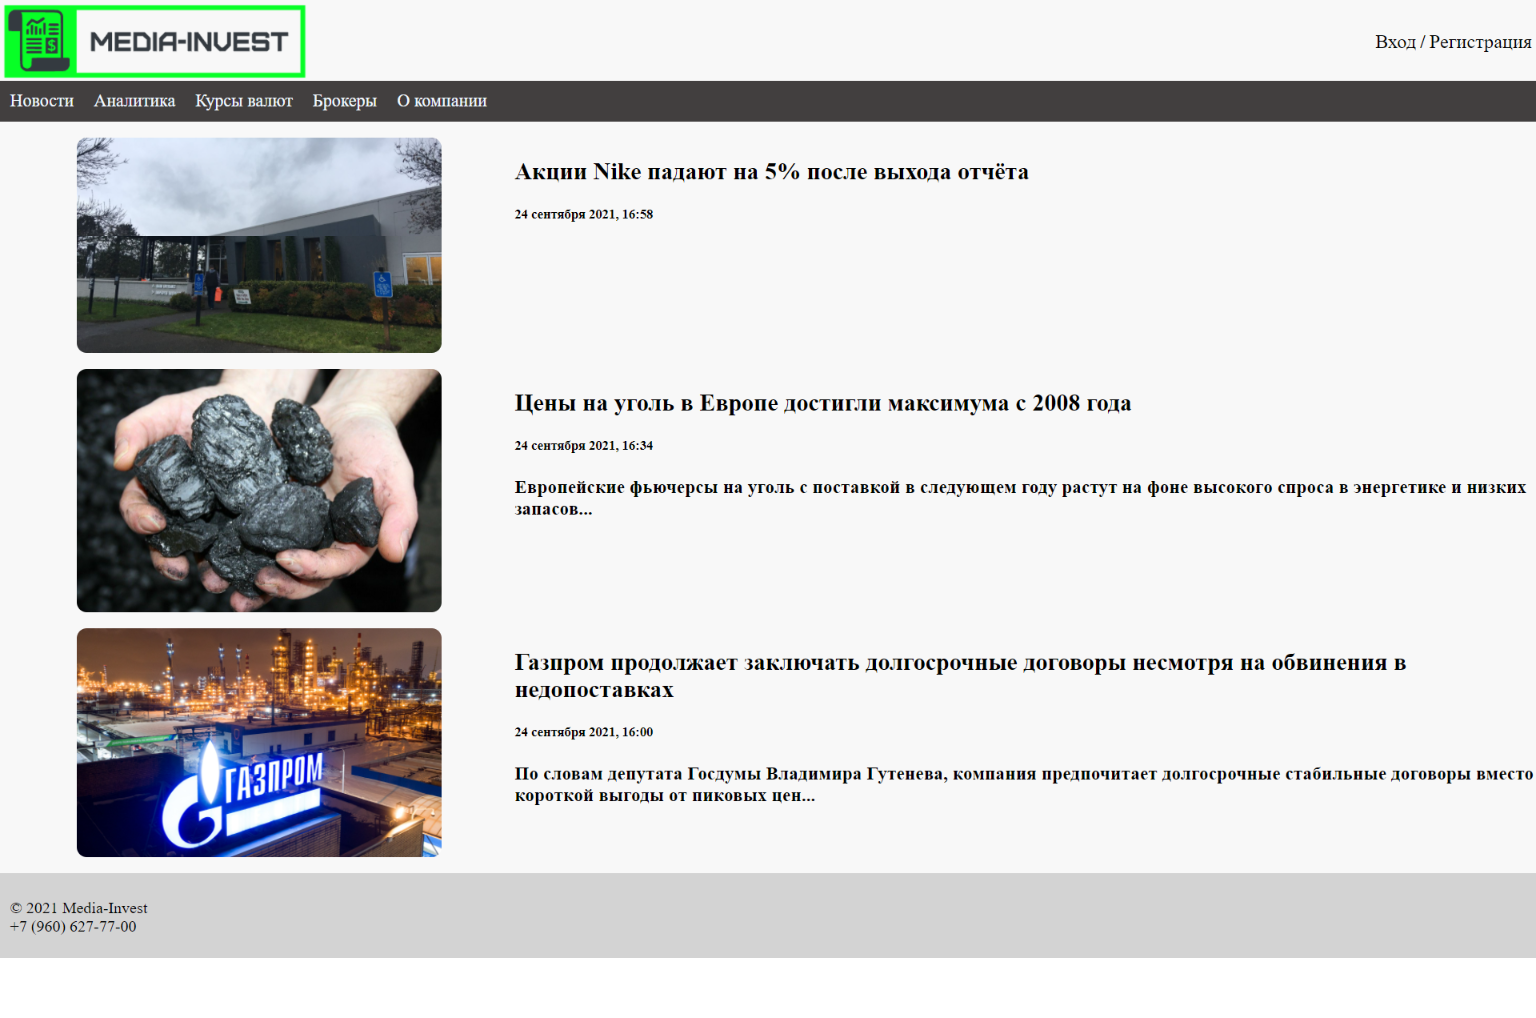 MEDIA-INVEST
Вход / Регистрация
Новости Аналитика Курсы валют Брокеры О компании
Акции Nike падают на 5% после выхода отчёта
24 сентября 2021, 16:58
Цены на уголь в Европе достигли максимума с 2008 года
24 сентября 2021, 16:34
Европейские фьючерсы на уголь с поставкой в следующем году растут на фоне высокого спроса в энергетике и низких
запасов...
ГАЗПРОМ
Газпром продолжает заключать долгосрочные договоры несмотря на обвинения в
недопоставках
24 сентября 2021, 16:00
По словам депутата Госдумы Владимира Гутенева, компания предпочитает долгосрочные стабильные договоры вместо
короткой выгоды от пиковых цен...
© 2021 Media-Invest
+7 (960) 627-77-00